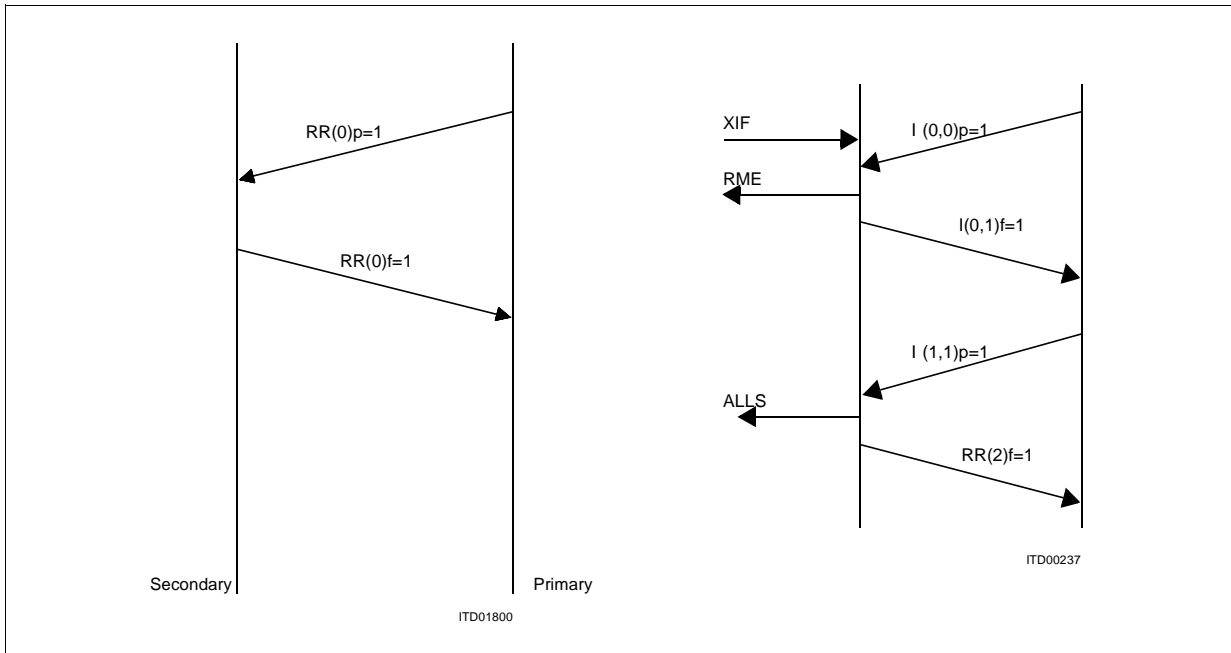 RR(0)p=1
RR(0)f=1
Secondary
Primary
ITD01800
XIF
I (0,0)p=1
RME
I(0,1)f=1
I (1,1)p=1
ALLS
RR(2)f=1
ITD00237